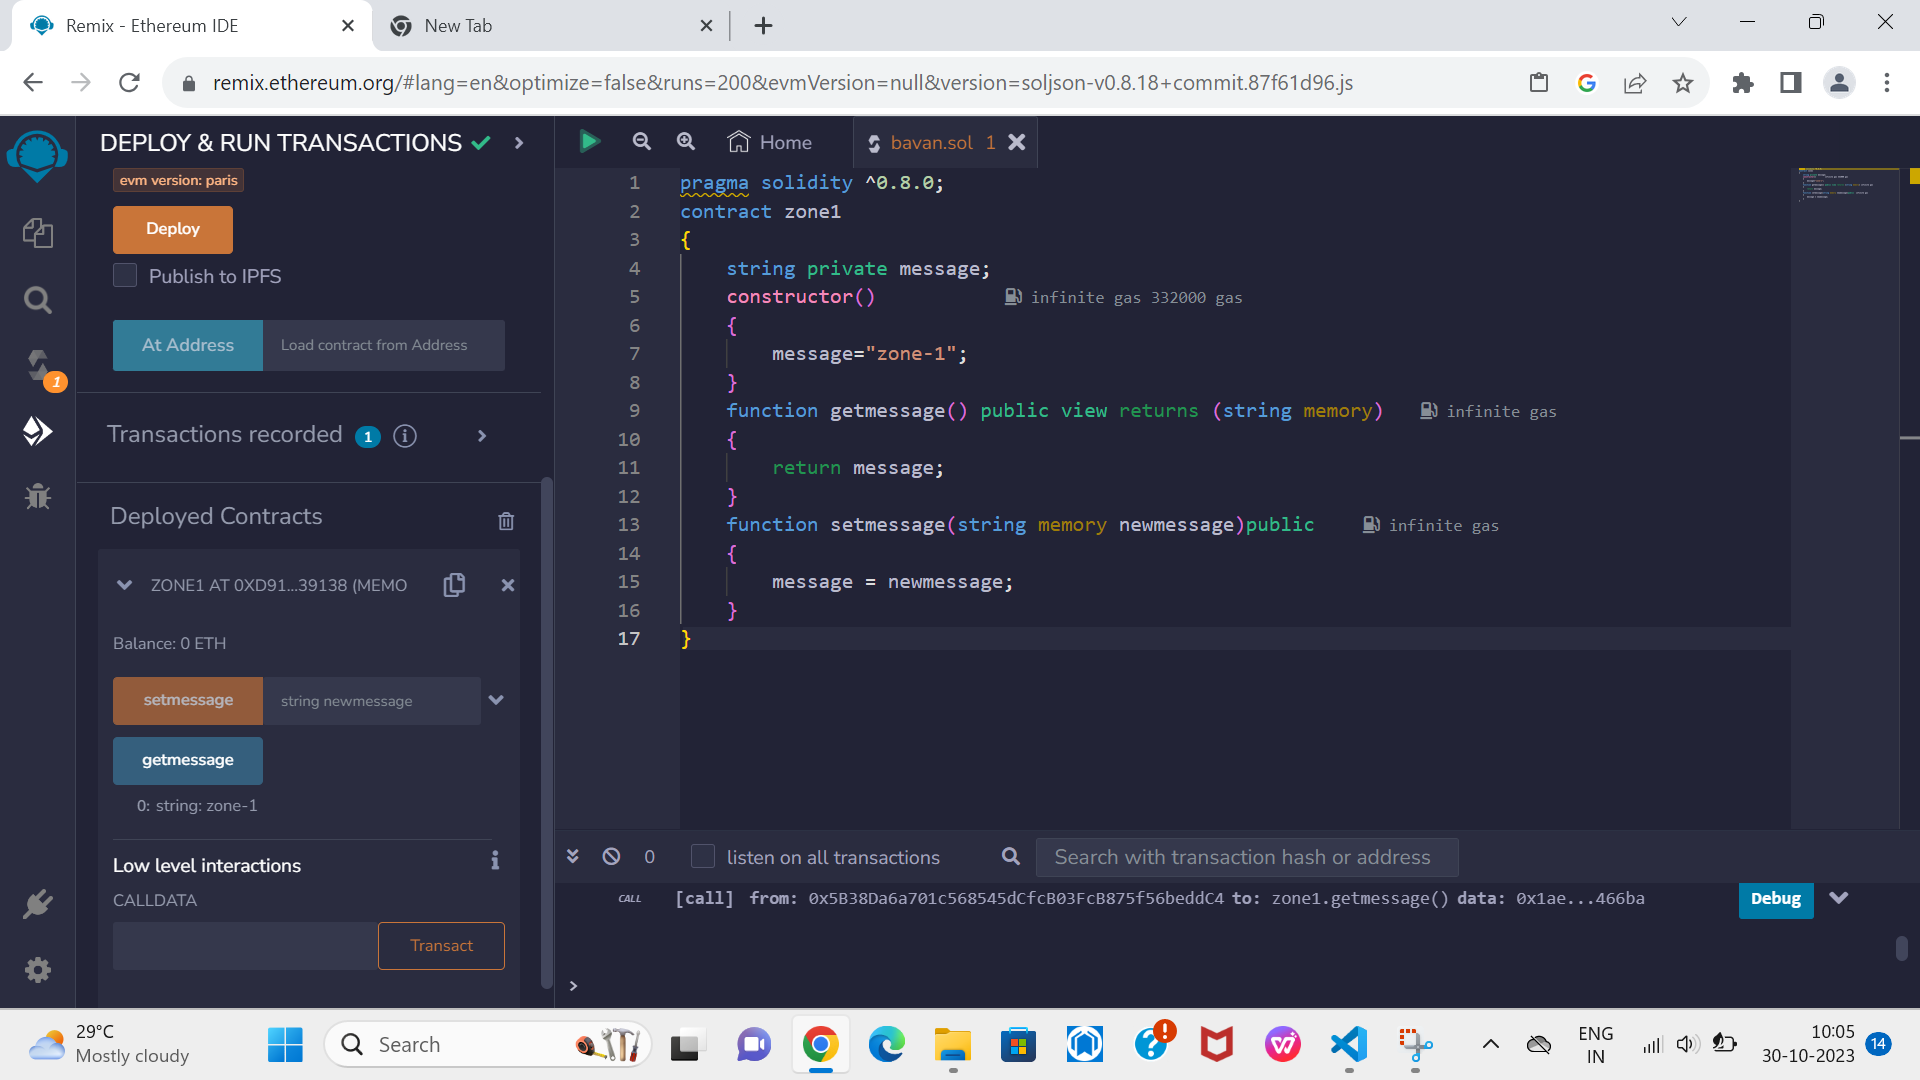 Remix - Ethereum IDE
New Tab
remix.ethereum.org/#lang=en&optimize=false&runs=200&evmVersion=null&version=soljson-v0.8.18+commit.87f61d96.js
DEPLOY & RUN TRANSACTIONS
evm version: paris
Deploy
Publish to IPFS
At Address
Load contract from Address
Transactions recorded 1
Deployed Contracts
ZONE1 AT 0XD91...39138 (MEMO
Balance: 0 ETH
setmessage
string newmessage
getmessage
0: string: zone-1
Low level interactions
CALLDATA
Transact
1
Home
bavan.sol 1
1 pragma solidity ^0.8.0;
2 contract zone1
3 {
4 string private message;
5 constructor() infinite gas 332000 gas
6 {
7 message="zone-1";
8 }
9 function getmessage() public view returns (string memory) infinite gas
10 {
11 return message;
12 }
13 function setmessage(string memory newmessage)public infinite gas
14 {
15 message = newmessage;
16 }
17 }
0
listen on all transactions
Search with transaction hash or address
CALL [call] from: 0x5B38Da6a701c568545dCfcB03FcB875f56beddC4 to: zone1.getmessage() data: 0x1ae...466ba
Debug
>
29°C
Mostly cloudy
Search
ENG
IN
10:05
30-10-2023
14